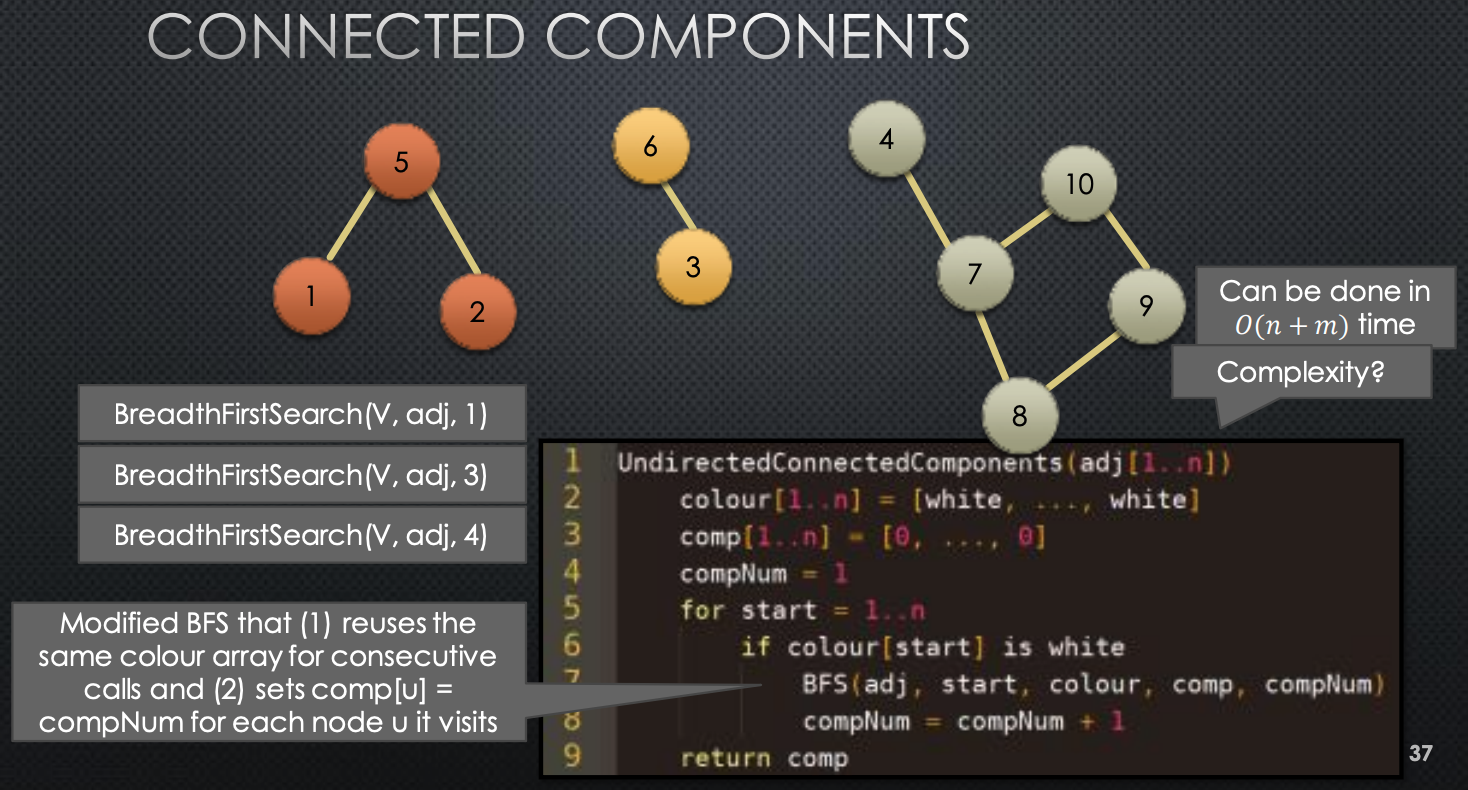 CONNECTED COMPONENTS
5
1
2
6
3
4
10
7
9
8
Can be done in
O(n + m) time
Complexity?
BreadthFirstSearch(V, adj, 1)
BreadthFirstSearch(V, adj, 3)
BreadthFirstSearch(V, adj, 4)
Modified BFS that (1) reuses the
same colour array for consecutive
calls and (2) sets comp[u] =
compNum for each node u it visits
1 UndirectedConnectedComponents(adj[1..n])
2 colour[1..n] = [white, ..., white]
3 comp[1..n] = [0, ..., 0]
4 compNum = 1
5 for start = 1..n
6 if colour[start] is white
7 BFS(adj, start, colour, comp, compNum)
8 compNum = compNum + 1
9 return comp
37